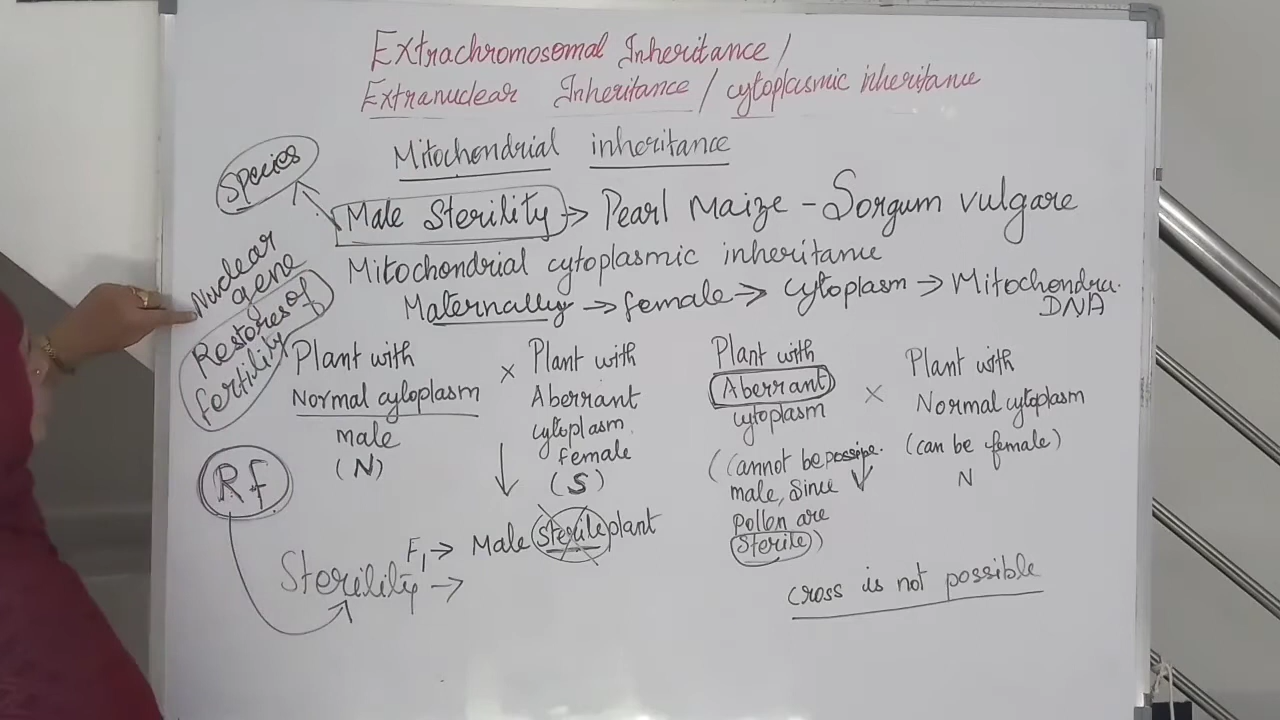 Extrachromosomal Inheritance/
Extranuclear Inheritance / cytoplasmic inheritance
Mitochondrial inheritance
Species
Male Sterility → Pearl Maize - Sorgum vulgare
Mitochondrial cytoplasmic inheritance
Maternally → female → cytoplasm → Mitochondria
DNA
Nuclear
gene
Restores of
fertility
Rf
Plant with
Normal cytoplasm
male
(N)
×
Plant with
Aberrant
cytoplasm
female
(S)
F1 → Male sterile plant
Sterility →
Plant with
Aberrant
cytoplasm
(Cannot be
male, Since
pollen are
Sterile)
×
Plant with
Normal cytoplasm
(can be female)
N
cross is not possible